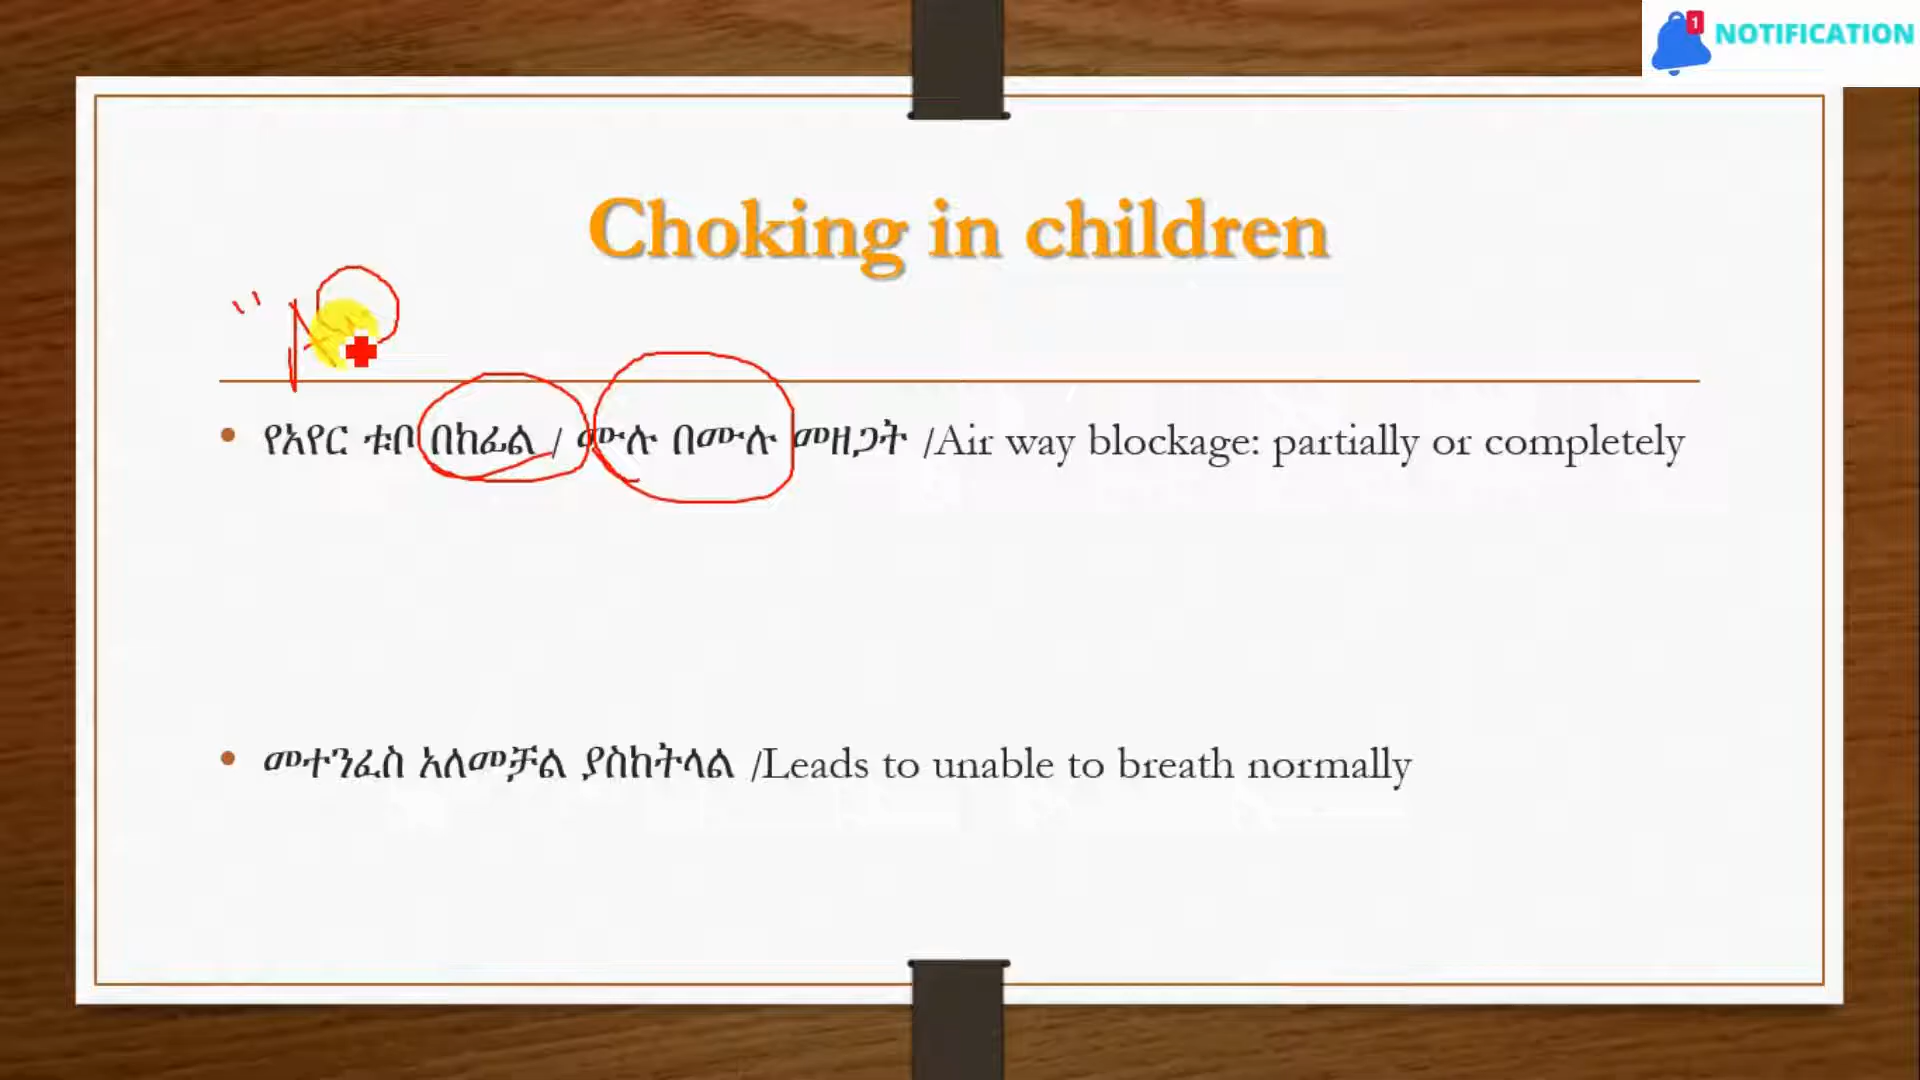 1 NOTIFICATION
Choking in children
• የአየር ቱቦ በከፊል / ሙሉ በሙሉ መዘጋት /Air way blockage: partially or completely
• መተንፈስ አለመቻል ያስከትላል /Leads to unable to breath normally